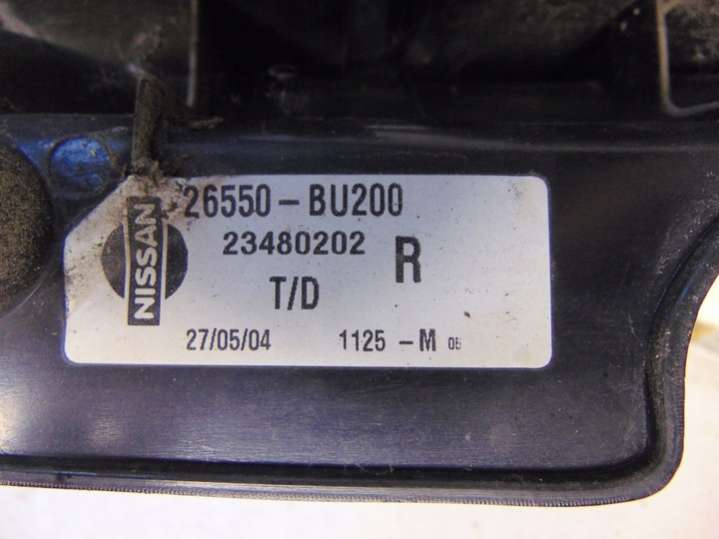 26550-BU200
23480202
R
T/D
NISSAN
27/05/04 1125 -M